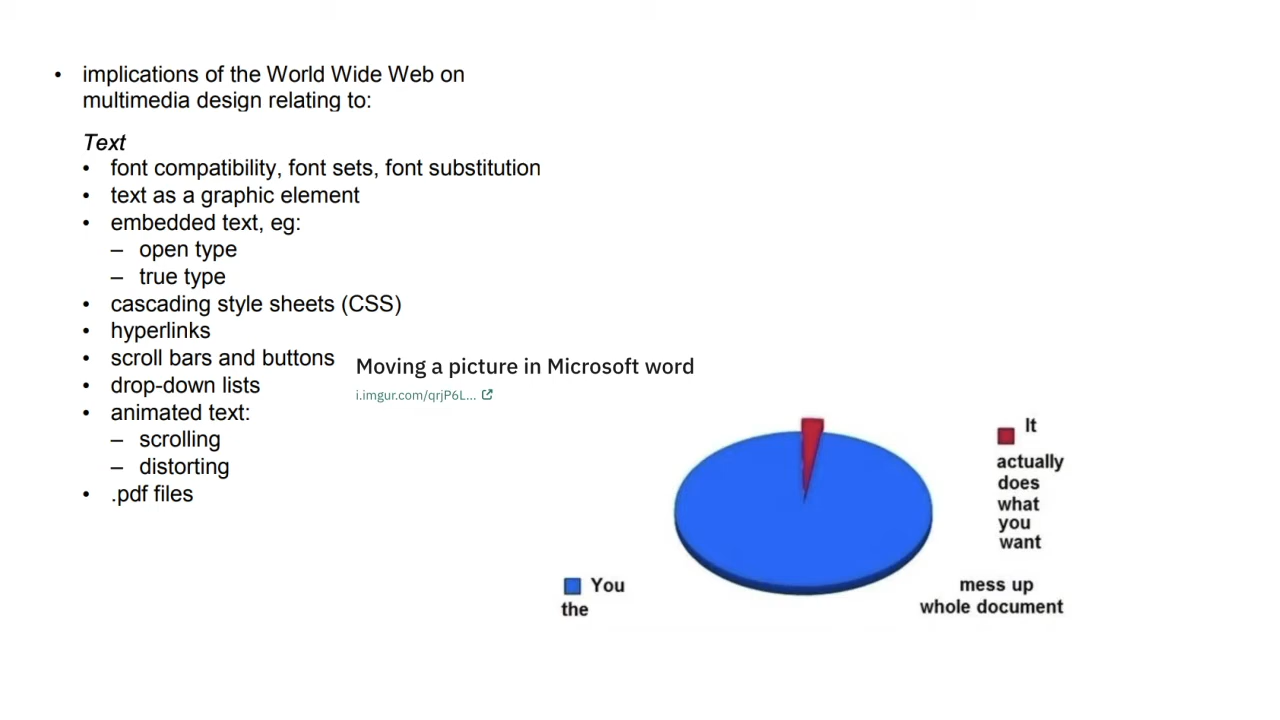 • implications of the World Wide Web on
multimedia design relating to:
Text
• font compatibility, font sets, font substitution
• text as a graphic element
• embedded text, eg:
– open type
– true type
• cascading style sheets (CSS)
• hyperlinks
• scroll bars and buttons
• drop-down lists
• animated text:
– scrolling
– distorting
• .pdf files
Moving a picture in Microsoft word
i.imgur.com/qrjP6L...
It
actually
does
what
you
want
You
the
mess up
whole document